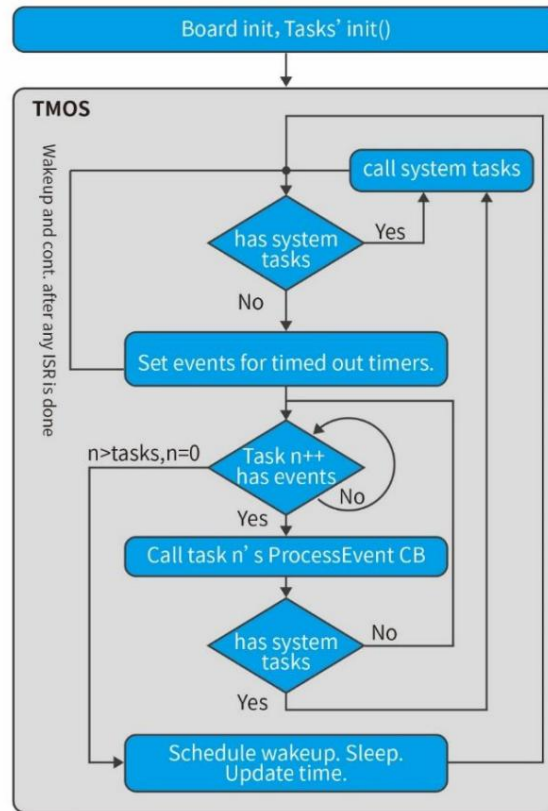 Board init, Tasks' init()
TMOS
Wakeup and cont. after any ISR is done
call system tasks
has system
tasks
Yes
No
Set events for timed out timers.
n>tasks,n=0
Task n++
has events
No
Yes
Call task n's ProcessEvent CB
has system
tasks
No
Yes
Schedule wakeup. Sleep.
Update time.